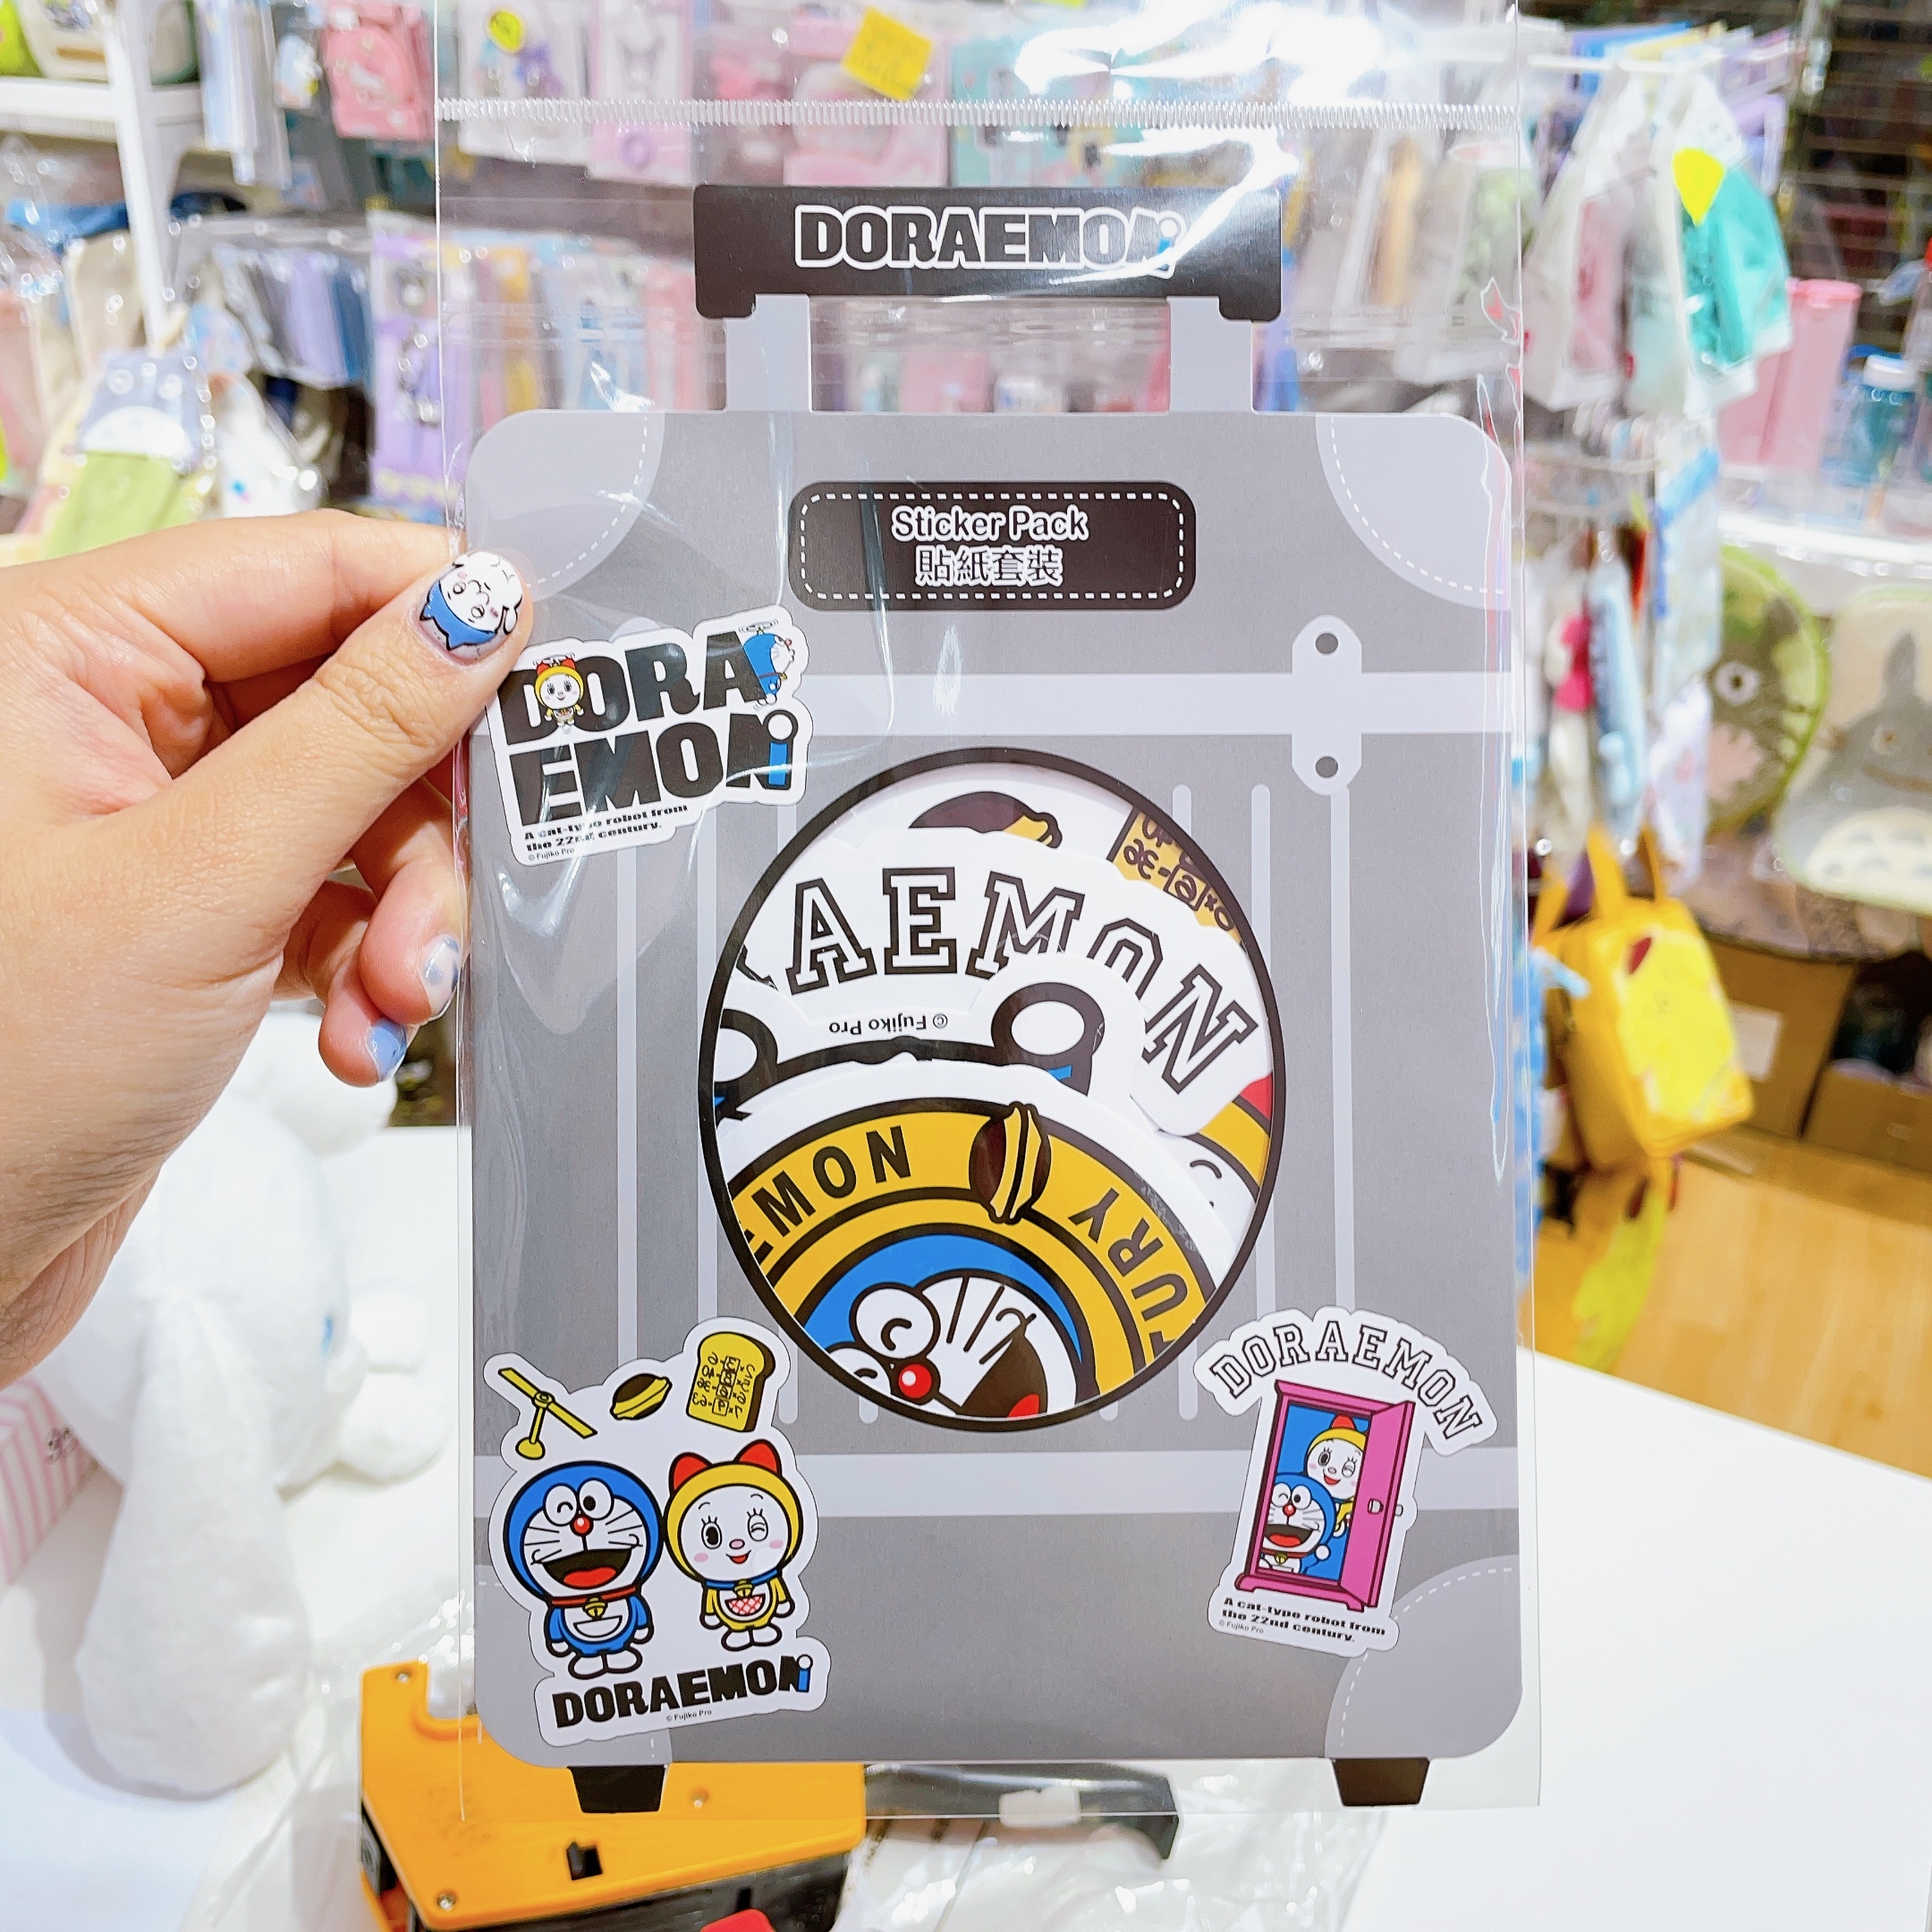 DORAEMON
Sticker Pack
貼紙套裝
DORA
EMON
A cat-type robot from
the 22nd century.
© Fujiko Pro
AEMON
© Fujiko Pro
EMON
TURY
DORAEMON
© Fujiko Pro
DORAEMON
A cat-type robot from
the 22nd century.
© Fujiko Pro